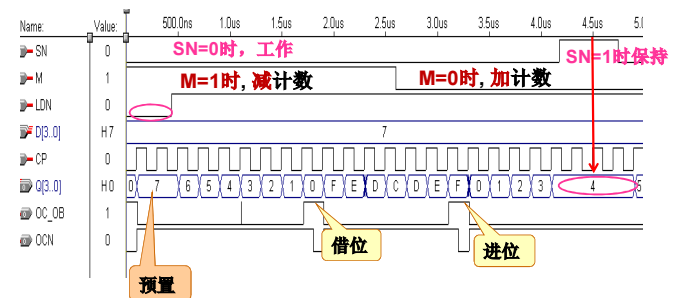 Name: Value: 500.0ns 1.0us 1.5us 2.0us 2.5us 3.0us 3.5us 4.0us 4.5us 5.
SN 0 SN=0时，工作 SN=1时保持
M 1 M=1时, 减计数 M=0时, 加计数
LDN 0
D[3..0] H7 7
CP 0
Q[3..0] H0 0 7 6 5 4 3 2 1 0 F E D C D E F 0 1 2 3 4 5
OC_OB 1
OCN 0
借位 进位
预置